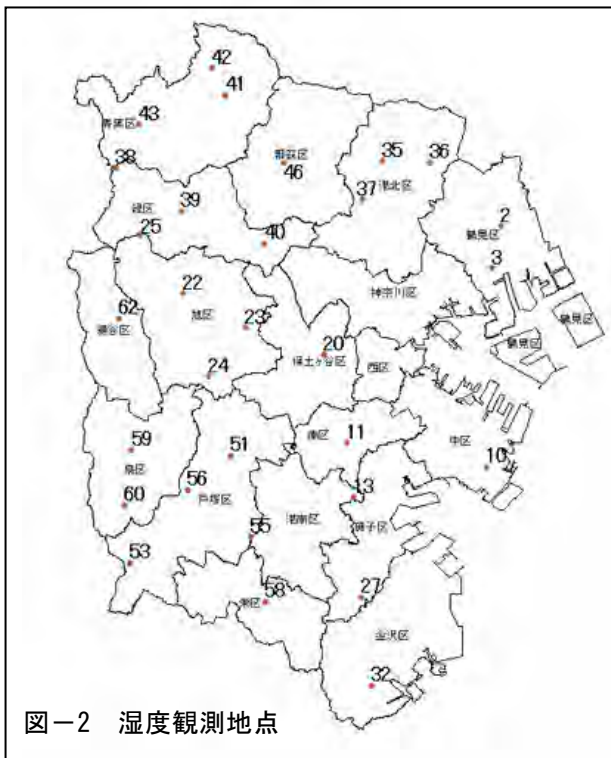 42
41
43
青葉区
38
都筑区
46
35
36
港北区
37
39
緑区
25
40
2
鶴見区
3
22
62
旭区
瀬谷区
23
神奈川区
鶴見区
鶴見区
20
保土ヶ谷区
西区
24
11
南区
中区
10
59
51
泉区
56
戸塚区
13
60
港南区
磯子区
55
53
58
栄区
27
金沢区
32
図－2 湿度観測地点